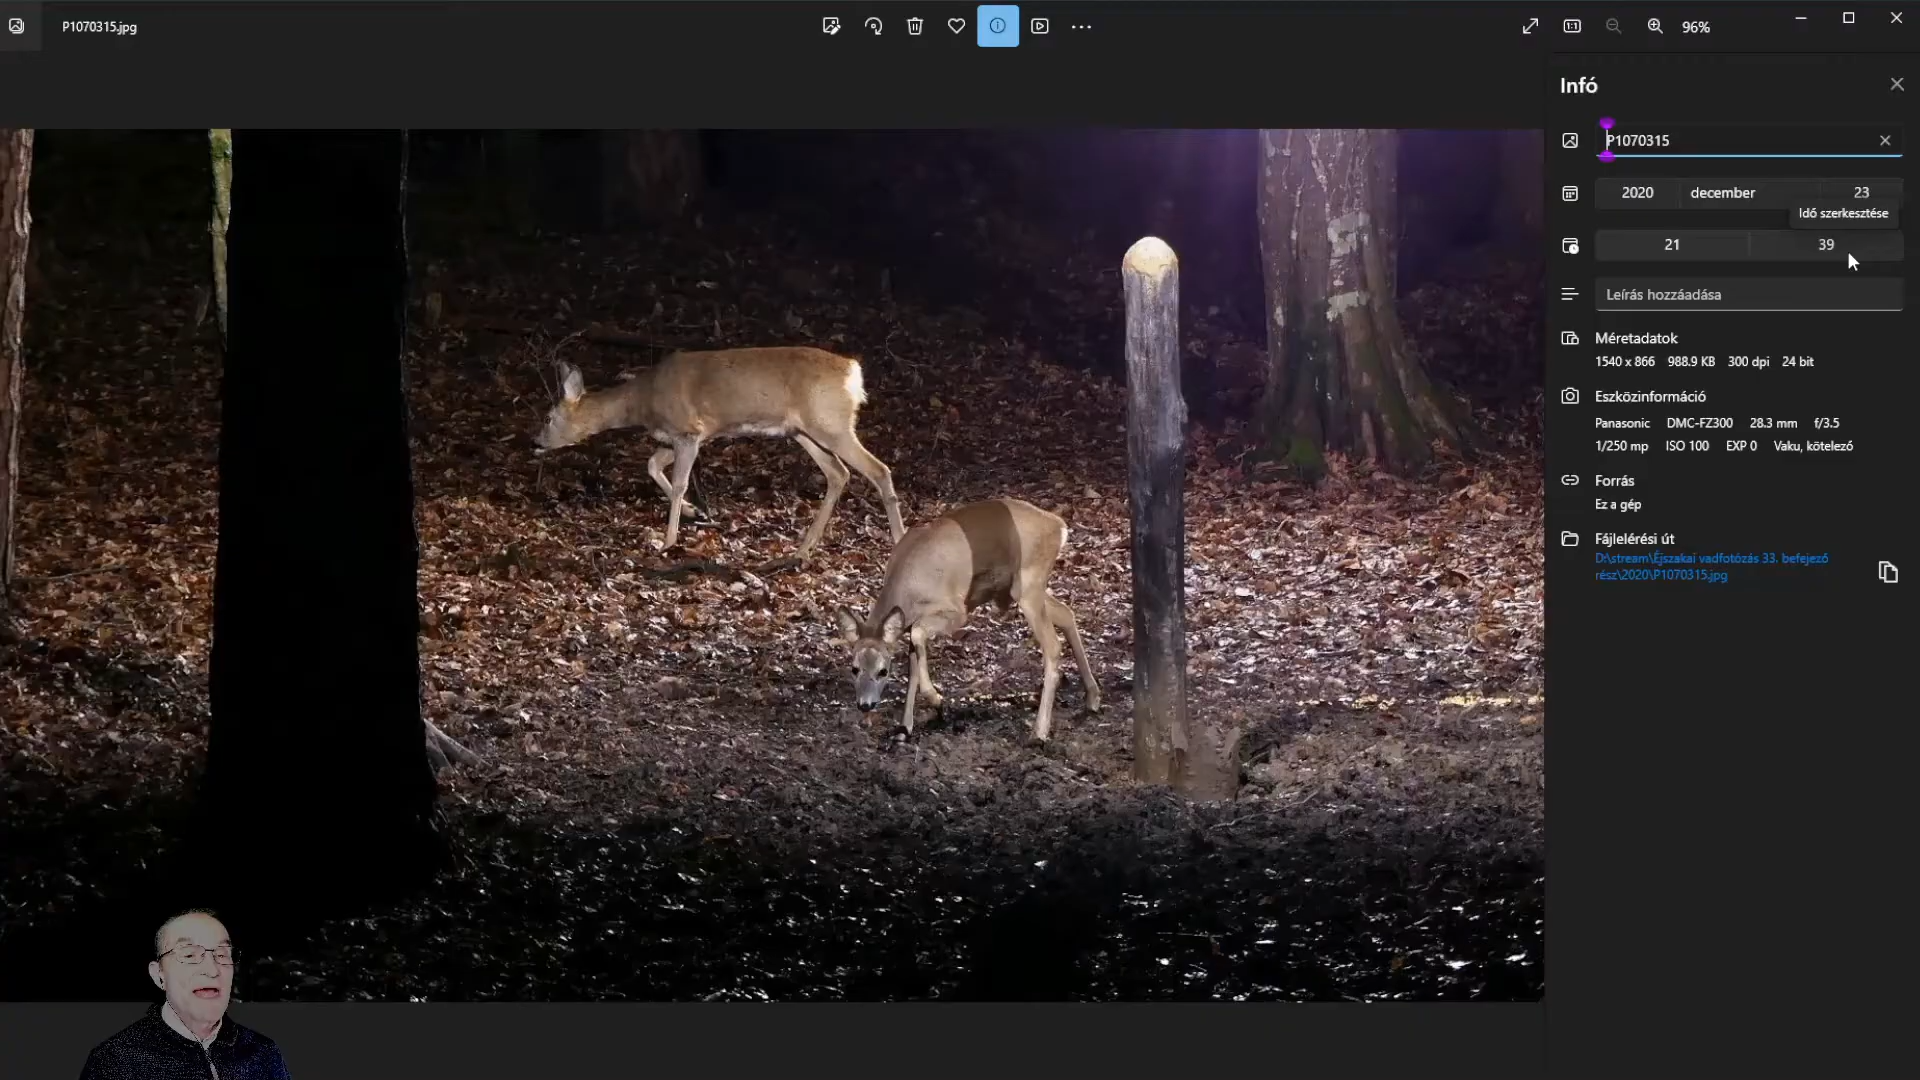 P1070315.jpg
96%
Infó
P1070315
2020 december 23
Idő szerkesztése
21 39
Leírás hozzáadása
Méretadatok
1540 x 866 988.9 KB 300 dpi 24 bit
Eszközinformáció
Panasonic DMC-FZ300 28.3 mm f/3.5
1/250 mp ISO 100 EXP 0 Vaku, kötelező
Forrás
Ez a gép
Fájlelérési út
D:\stream\Éjszakai vadfotózás 33. befejező
rész\2020\P1070315.jpg